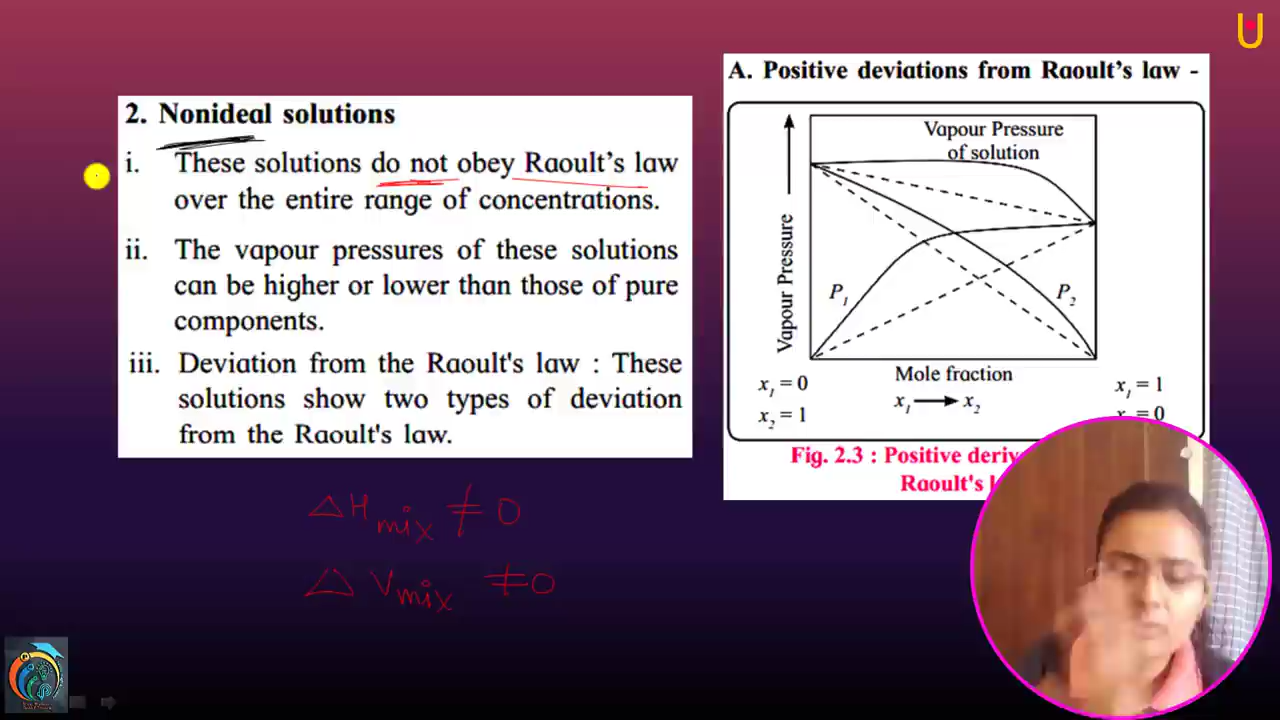 2. Nonideal solutions
i. These solutions do not obey Raoult's law
over the entire range of concentrations.
ii. The vapour pressures of these solutions
can be higher or lower than those of pure
components.
iii. Deviation from the Raoult's law : These
solutions show two types of deviation
from the Raoult's law.
△H mix ≠ 0
△ V mix ≠ 0
A. Positive deviations from Raoult's law -
Vapour Pressure
of solution
Vapour Pressure
P₁
P₂
x₁ = 0
x₂ = 1
Mole fraction
x₁ → x₂
x₁ = 1
= 0
Fig. 2.3 : Positive
Raoult's
U